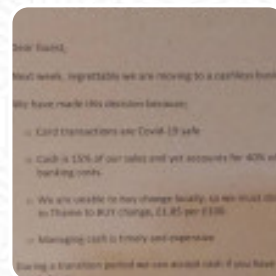 Dear Guest,
Next week, regrettably we are moving to a cashless
We have made this decision because:
Card transactions are Covid-19 safe
Cash is 15% of our sales and yet accounts for 40%
banking costs.
We are unable to buy change locally, so we must
to Thame to BUY change, £1.85 per £100
Managing cash is timely and expensive
During a transition period we can accept cash if you have